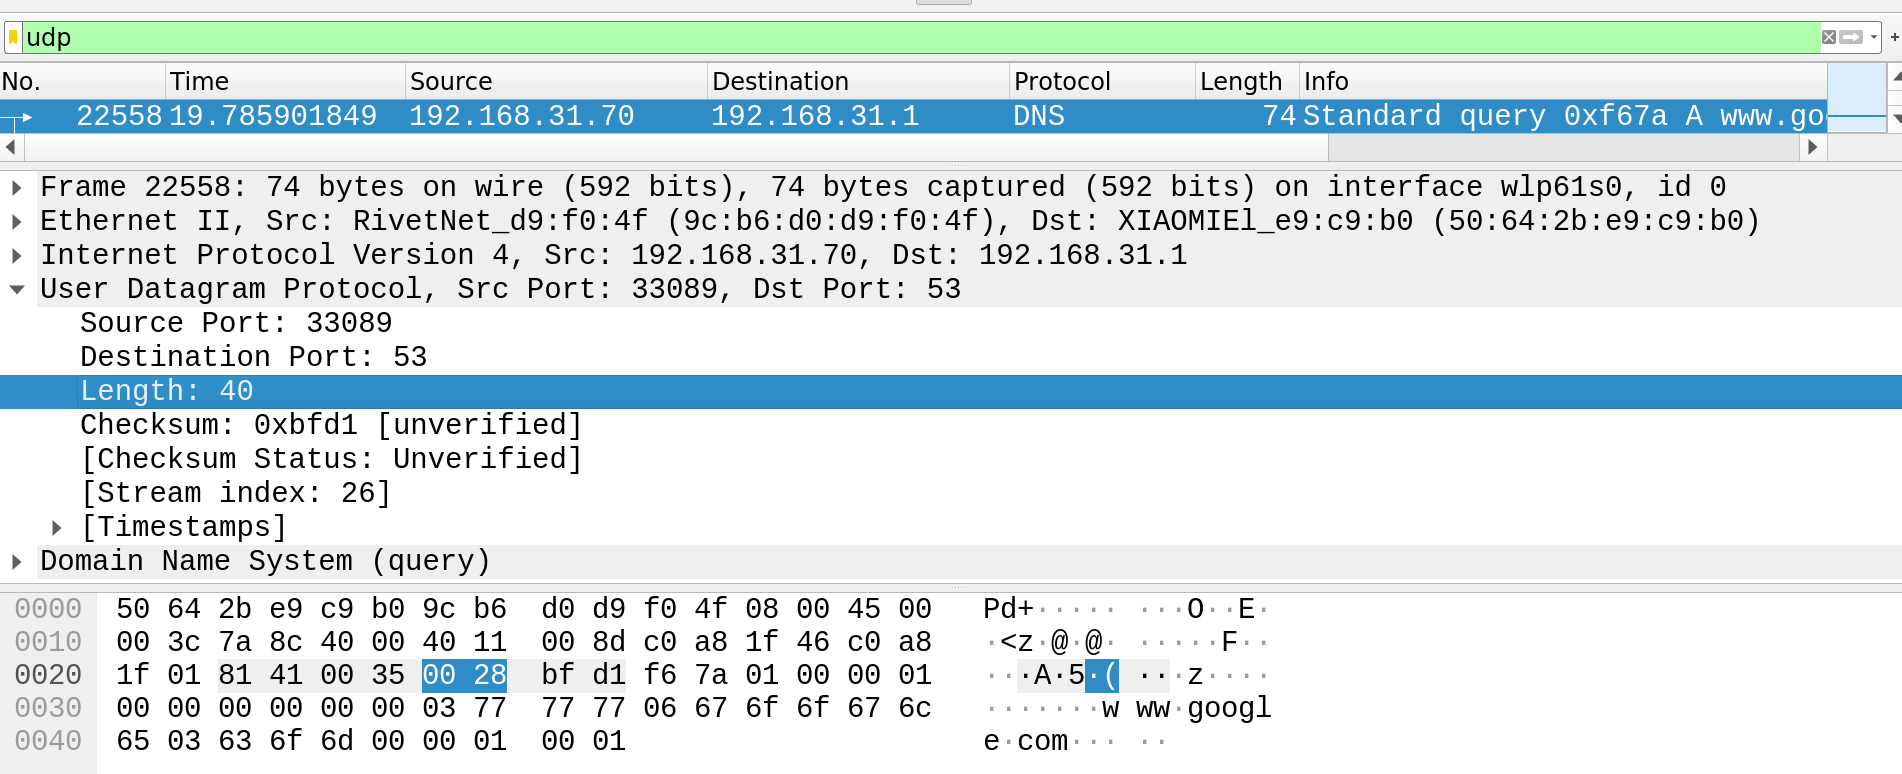 udp
No. Time Source Destination Protocol Length Info
22558 19.785901849 192.168.31.70 192.168.31.1 DNS 74 Standard query 0xf67a A www.goo
Frame 22558: 74 bytes on wire (592 bits), 74 bytes captured (592 bits) on interface wlp61s0, id 0
Ethernet II, Src: RivetNet_d9:f0:4f (9c:b6:d0:d9:f0:4f), Dst: XIAOMIEl_e9:c9:b0 (50:64:2b:e9:c9:b0)
Internet Protocol Version 4, Src: 192.168.31.70, Dst: 192.168.31.1
User Datagram Protocol, Src Port: 33089, Dst Port: 53
Source Port: 33089
Destination Port: 53
Length: 40
Checksum: 0xbfd1 [unverified]
[Checksum Status: Unverified]
[Stream index: 26]
[Timestamps]
Domain Name System (query)
0000 50 64 2b e9 c9 b0 9c b6 d0 d9 f0 4f 08 00 45 00 Pd+····· ···O··E·
0010 00 3c 7a 8c 40 00 40 11 00 8d c0 a8 1f 46 c0 a8 ·<z·@·@· ·····F··
0020 1f 01 81 41 00 35 00 28 bf d1 f6 7a 01 00 00 01 ···A·5·( ···z····
0030 00 00 00 00 00 00 03 77 77 77 06 67 6f 6f 67 6c ·······w ww·googl
0040 65 03 63 6f 6d 00 00 01 00 01 e·com··· ··